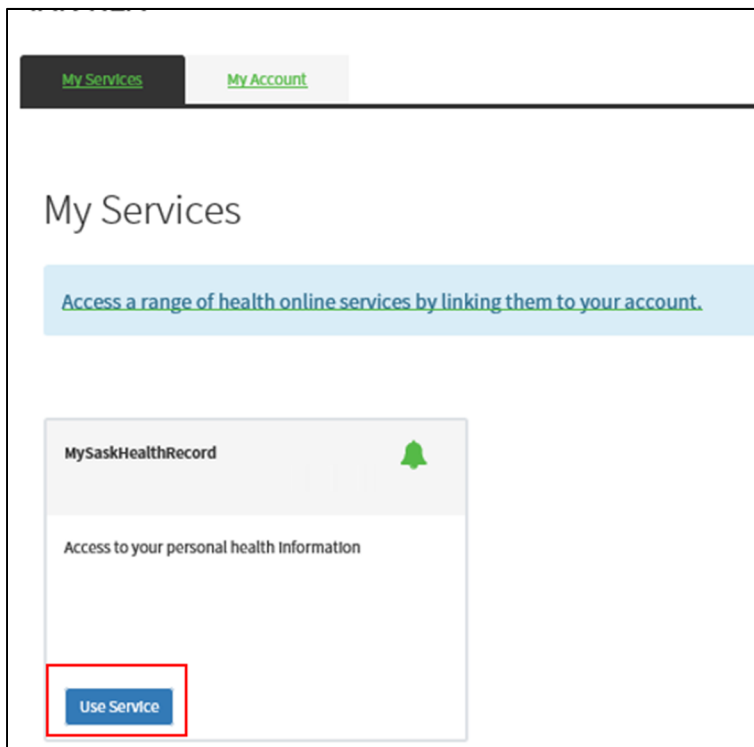 My Services
My Account
My Services
Access a range of health online services by linking them to your account.
MySaskHealthRecord
Access to your personal health information
Use Service